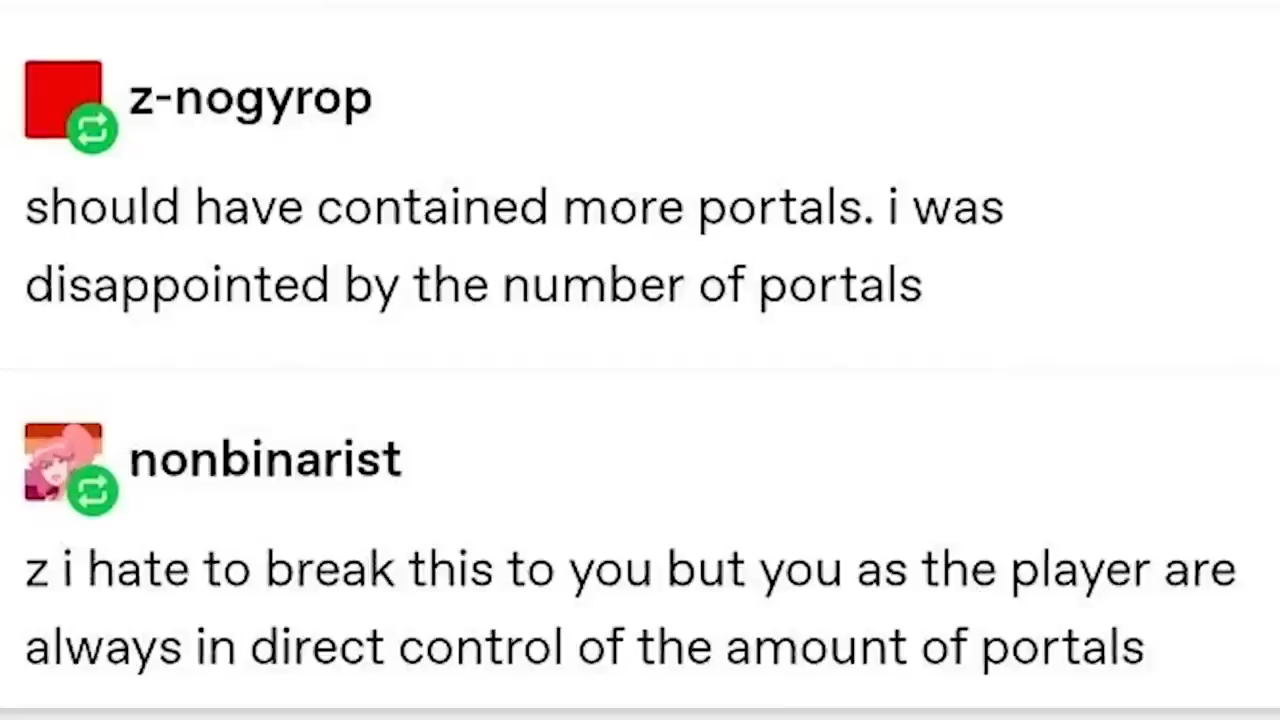 z-nogyrop
should have contained more portals. i was
disappointed by the number of portals
nonbinarist
z i hate to break this to you but you as the player are
always in direct control of the amount of portals